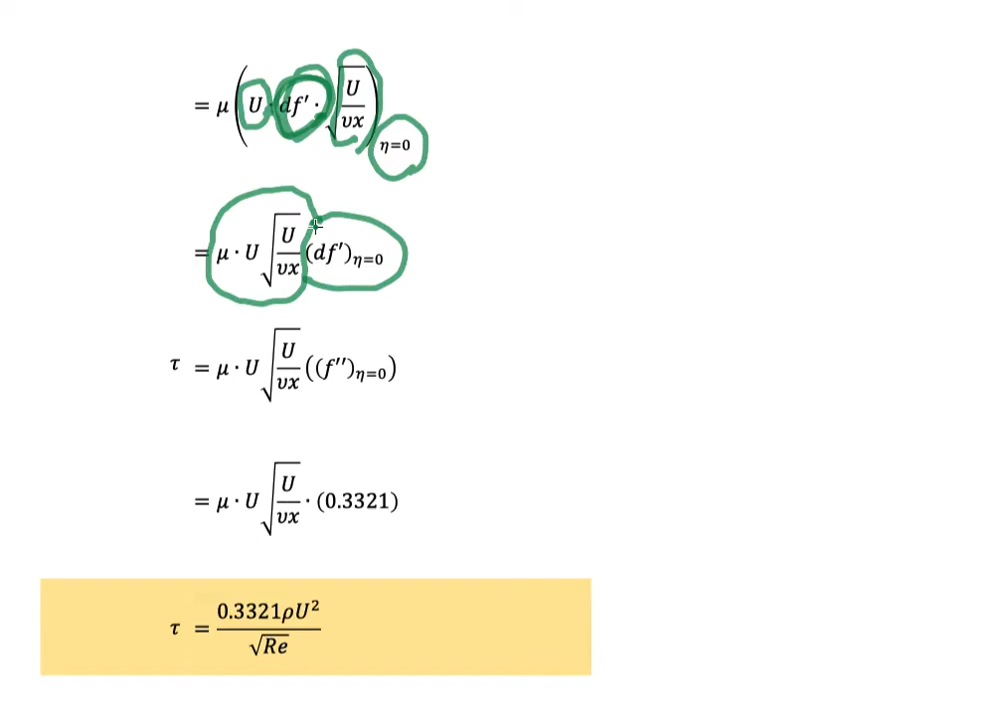 = μ(U · df′ · √(U/υx))η=0
= μ · U √(U/υx) (df′)η=0
τ = μ · U √(U/υx) ((f′′)η=0)
= μ · U √(U/υx) · (0.3321)
τ = 0.3321ρU²/√Re